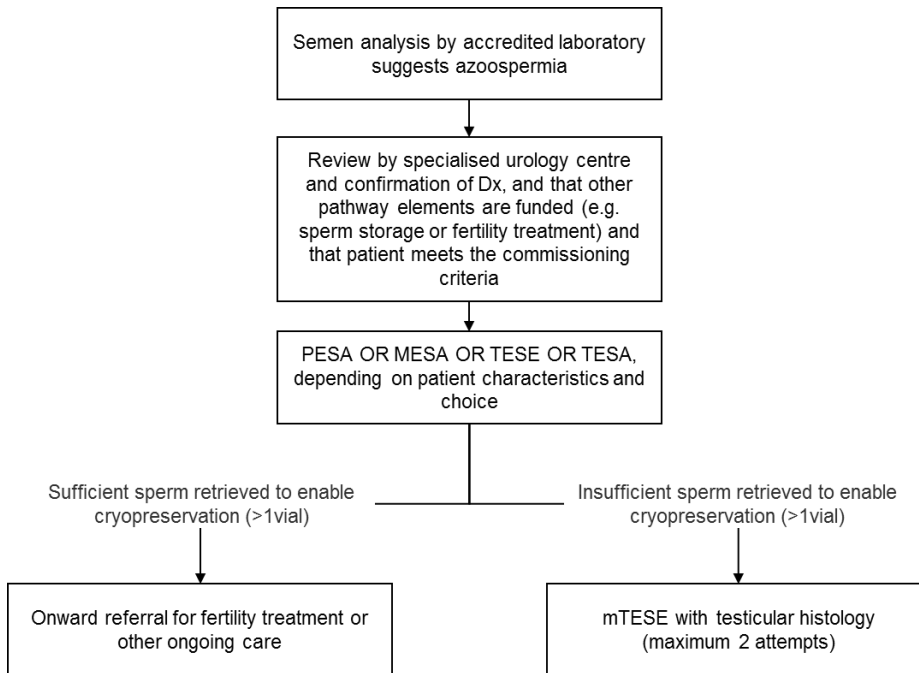 Semen analysis by accredited laboratory
suggests azoospermia
Review by specialised urology centre
and confirmation of Dx, and that other
pathway elements are funded (e.g.
sperm storage or fertility treatment) and
that patient meets the commissioning
criteria
PESA OR MESA OR TESE OR TESA,
depending on patient characteristics and
choice
Sufficient sperm retrieved to enable
cryopreservation (>1vial)
Insufficient sperm retrieved to enable
cryopreservation (>1vial)
Onward referral for fertility treatment or
other ongoing care
mTESE with testicular histology
(maximum 2 attempts)